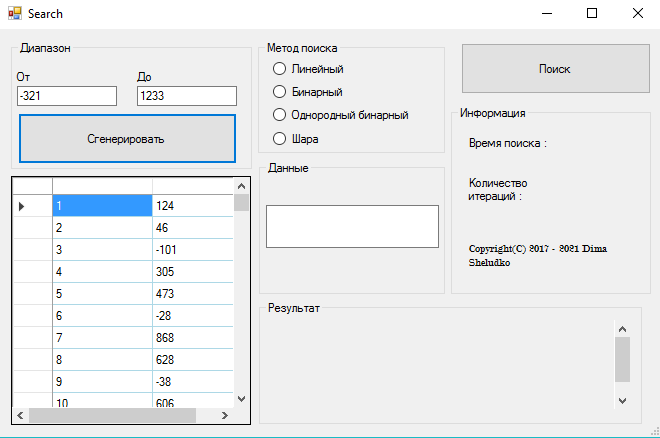 Search
Диапазон
От До
-321 1233
Сгенерировать
Метод поиска
Линейный
Бинарный
Однородный бинарный
Шара
Поиск
Информация
Время поиска :
Количество
итераций :
Copyright(C) 2017 - 2021 Dima
Sheludko
Данные
Результат
1 124
2 46
3 -101
4 305
5 473
6 -28
7 868
8 628
9 -38
10 606